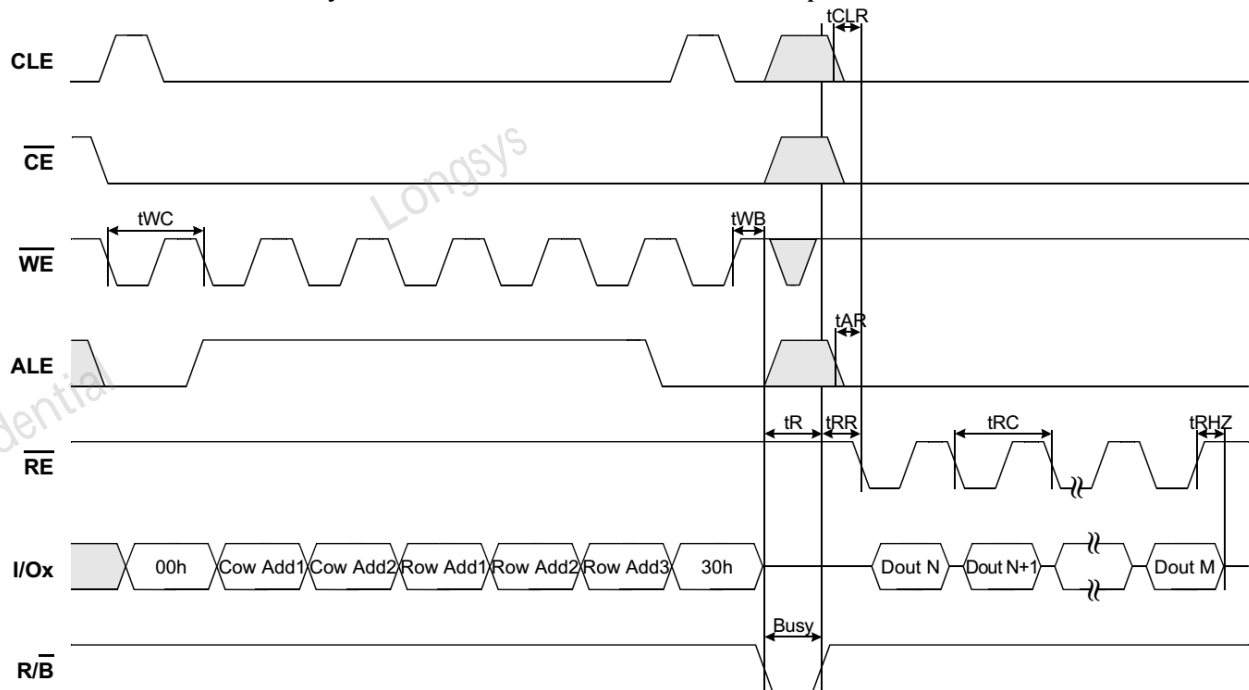 tCLR
CLE
CE
Longsys
tWC
tWB
WE
tAR
ALE
dential
tR
tRR
tRC
tRHZ
RE
I/Ox
00h
Cow Add1
Cow Add2
Row Add1
Row Add2
Row Add3
30h
Dout N
Dout N+1
Dout M
Busy
R/B